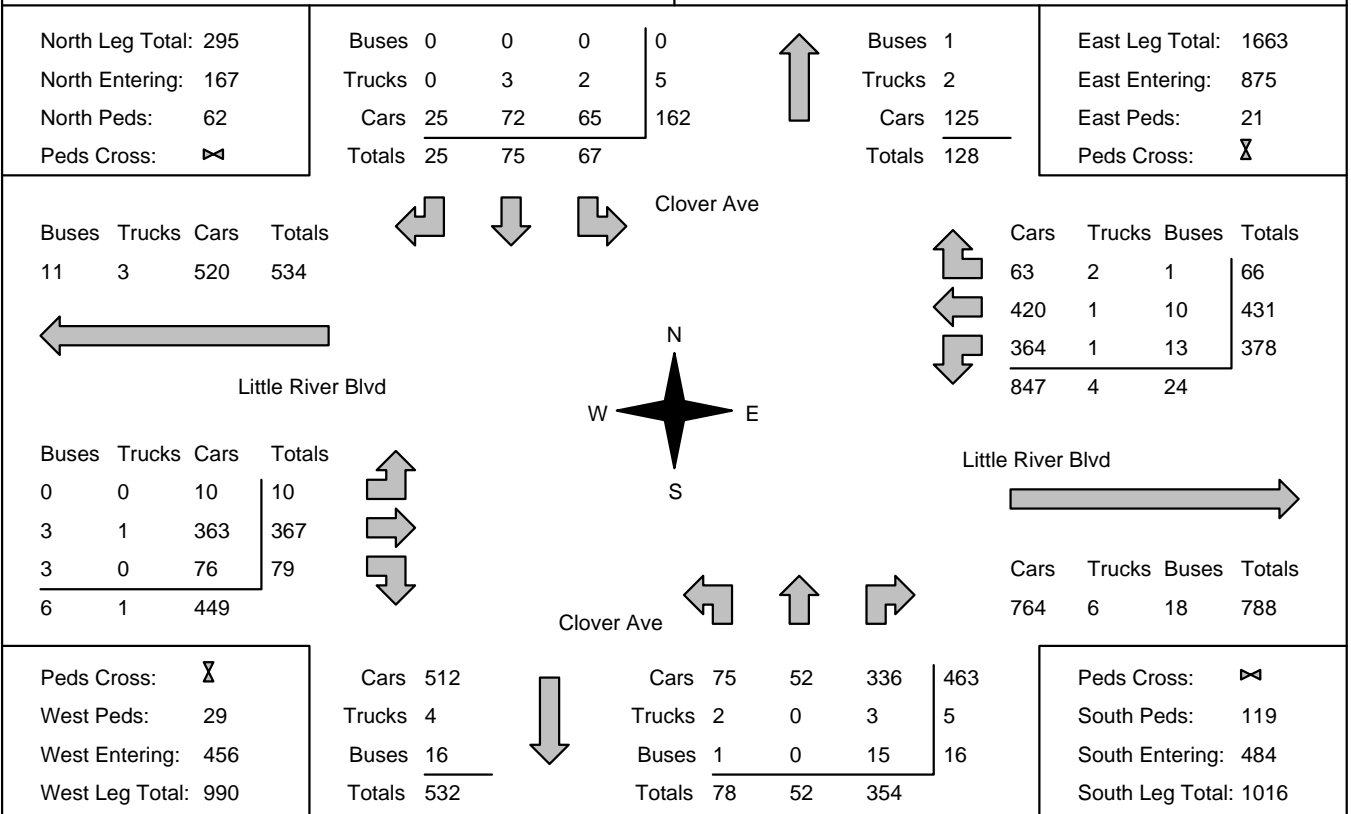 North Leg Total: 295
North Entering: 167
North Peds: 62
Peds Cross:
Buses 0 0 0 0
Trucks 0 3 2 5
Cars 25 72 65 162
Totals 25 75 67
Buses 1
Trucks 2
Cars 125
Totals 128
East Leg Total: 1663
East Entering: 875
East Peds: 21
Peds Cross:
Clover Ave
Buses Trucks Cars Totals
11 3 520 534
Cars Trucks Buses Totals
63 2 1 66
420 1 10 431
364 1 13 378
847 4 24
Little River Blvd
N
W E
S
Buses Trucks Cars Totals
0 0 10 10
3 1 363 367
3 0 76 79
6 1 449
Little River Blvd
Cars Trucks Buses Totals
764 6 18 788
Clover Ave
Peds Cross:
West Peds: 29
West Entering: 456
West Leg Total: 990
Cars 512
Trucks 4
Buses 16
Totals 532
Cars 75 52 336 463
Trucks 2 0 3 5
Buses 1 0 15 16
Totals 78 52 354
Peds Cross:
South Peds: 119
South Entering: 484
South Leg Total: 1016